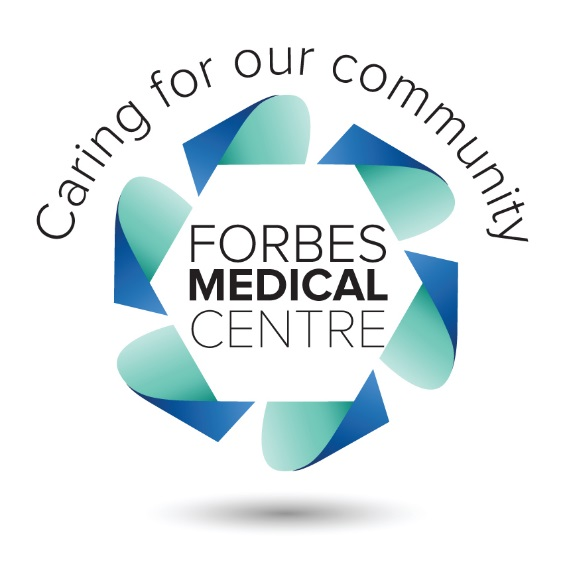 Caring for our community
FORBES
MEDICAL
CENTRE